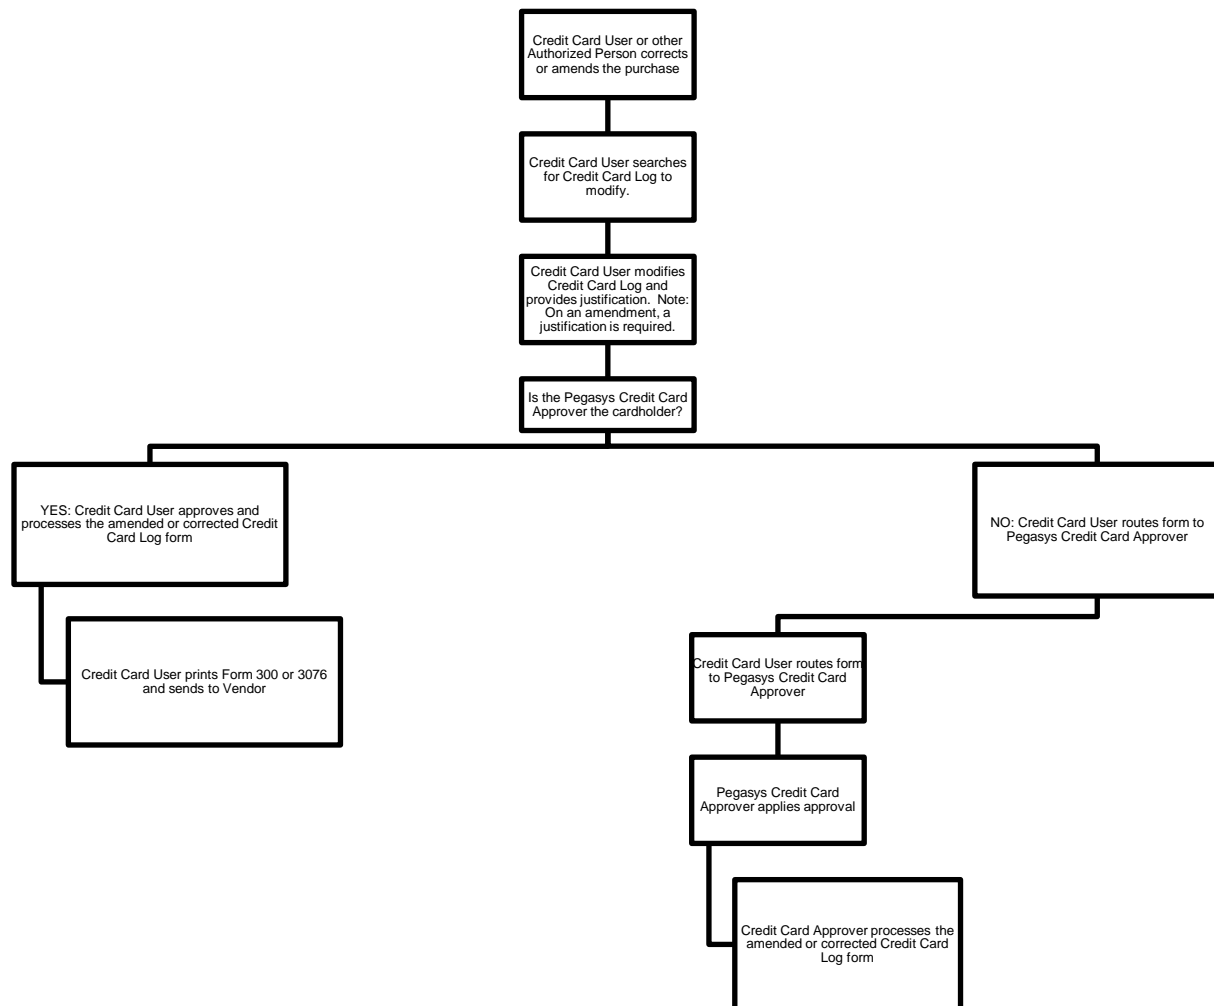 Credit Card User or other
Authorized Person corrects
or amends the purchase
Credit Card User searches
for Credit Card Log to
modify.
Credit Card User modifies
Credit Card Log and
provides justification.  Note:
On an amendment, a
justification is required.
Is the Pegasys Credit Card
Approver the cardholder?
YES: Credit Card User approves and
processes the amended or corrected Credit
Card Log form
Credit Card User prints Form 300 or 3076
and sends to Vendor
NO: Credit Card User routes form to
Pegasys Credit Card Approver
Credit Card User routes form
to Pegasys Credit Card
Approver
Pegasys Credit Card
Approver applies approval
Credit Card Approver processes the
amended or corrected Credit Card
Log form